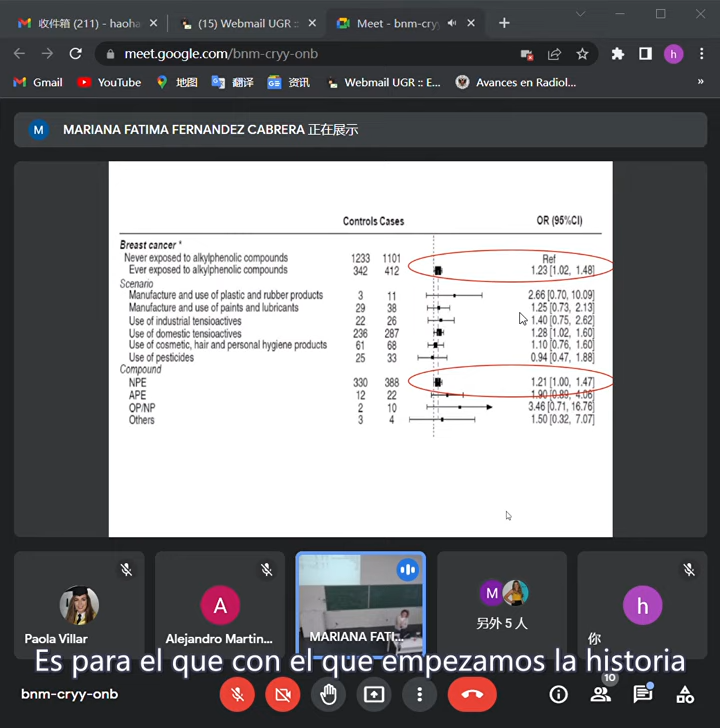 收件箱 (211) - haoha
(15) Webmail UGR ::
Meet - bnm-cry
meet.google.com/bnm-cryy-onb
h
Gmail
YouTube
地图
翻译
资讯
Webmail UGR :: E...
Avances en Radiol...
»
M
MARIANA FATIMA FERNANDEZ CABRERA 正在展示
Controls Cases OR (95%CI)
Breast cancer *
Never exposed to alkylphenolic compounds 1233 1101 Ref
Ever exposed to alkylphenolic compounds 342 412 1.23 [1.02, 1.48]
Scenario
Manufacture and use of plastic and rubber products 3 11 2.66 [0.70, 10.09]
Manufacture and use of paints and lubricants 29 38 1.25 [0.73, 2.13]
Use of industrial tensioactives 22 26 1.40 [0.75, 2.62]
Use of domestic tensioactives 236 287 1.28 [1.02, 1.60]
Use of cosmetic, hair and personal hygiene products 61 68 1.10 [0.76, 1.60]
Use of pesticides 25 33 0.94 [0.47, 1.88]
Compound
NPE 330 388 1.21 [1.00, 1.47]
APE 12 22 1.90 [0.89, 4.06]
OP/NP 2 10 3.46 [0.71, 16.76]
Others 3 4 1.50 [0.32, 7.07]
A
M
h
Paola Villar
Alejandro Martin...
MARIANA FATI...
另外 5 人
你
Es para el que con el que empezamos la historia
bnm-cryy-onb
10